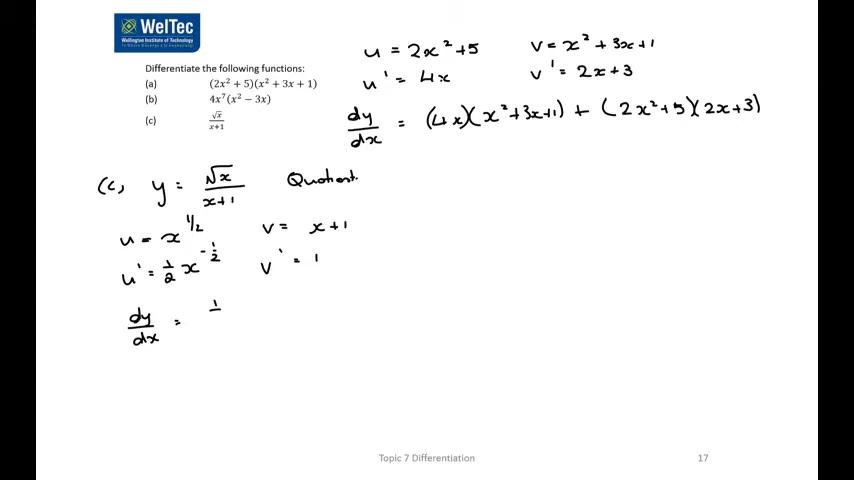 WelTec
Wellington Institute of Technology
Differentiate the following functions:
(a) (2x² + 5)(x² + 3x + 1)
(b) 4x⁷(x² − 3x)
(c) √x / x+1
u = 2x² + 5 v = x² + 3x + 1
u' = 4x v' = 2x + 3
dy/dx = (4x)(x² + 3x + 1) + (2x² + 5)(2x + 3)
(c) y = √x / x+1 Quotient.
u = x^1/2 v = x + 1
u' = 1/2 x^-1/2 v' = 1
dy/dx = 1
Topic 7 Differentiation 17